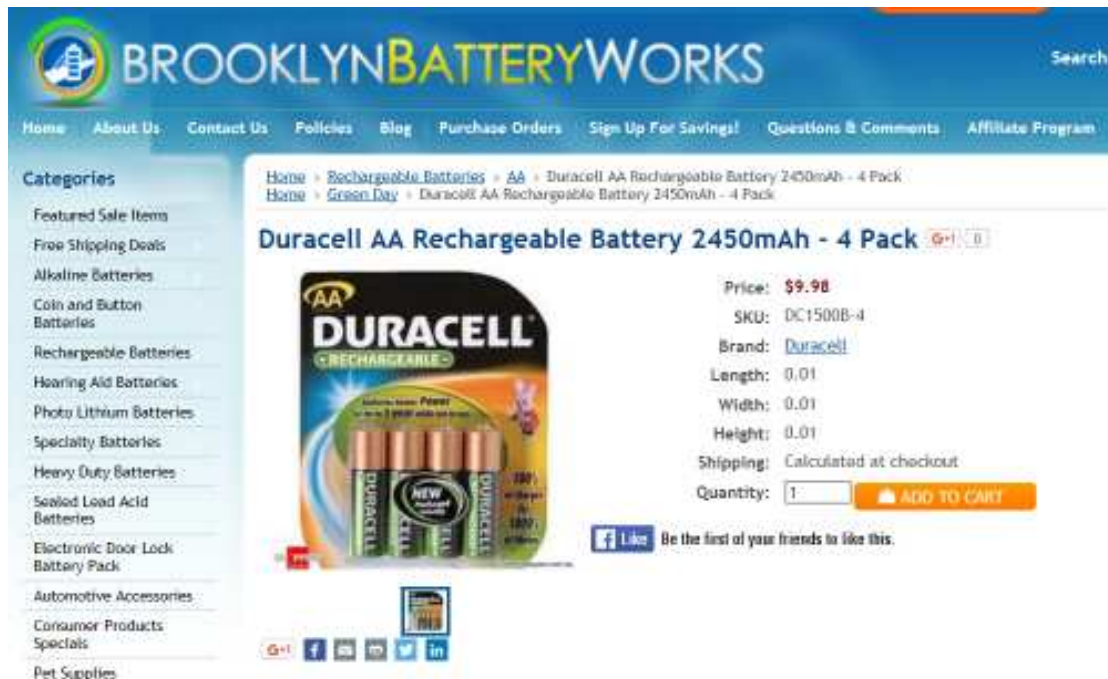 BROOKLYNBATTERYWORKS
Search
Home About Us Contact Us Policies Blog Purchase Orders Sign Up For Savings! Questions & Comments Affiliate Program
Categories
Featured Sale Items
Free Shipping Deals
Alkaline Batteries
Coin and Button
Batteries
Rechargeable Batteries
Hearing Aid Batteries
Photo Lithium Batteries
Specialty Batteries
Heavy Duty Batteries
Sealed Lead Acid
Batteries
Electronic Door Lock
Battery Pack
Automotive Accessories
Consumer Products
Specials
Pet Supplies
Home › Rechargeable Batteries › AA › Duracell AA Rechargeable Battery 2450mAh - 4 Pack
Home › Green Day › Duracell AA Rechargeable Battery 2450mAh - 4 Pack
Duracell AA Rechargeable Battery 2450mAh - 4 Pack G+1 0
AA
DURACELL
RECHARGEABLE
Power
DURACELL
DURACELL
DURACELL
NEW
Price: $9.98
SKU: DC1500B-4
Brand: Duracell
Length: 0.01
Width: 0.01
Height: 0.01
Shipping: Calculated at checkout
Quantity: 1 ADD TO CART
Like Be the first of your friends to like this.
G+1 f in